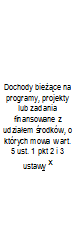 Dochody bieżące na
programy, projekty
lub zadania
finansowane z
udziałem środków, o
których mowa w art.
5 ust. 1 pkt 2 i 3
ustawy x